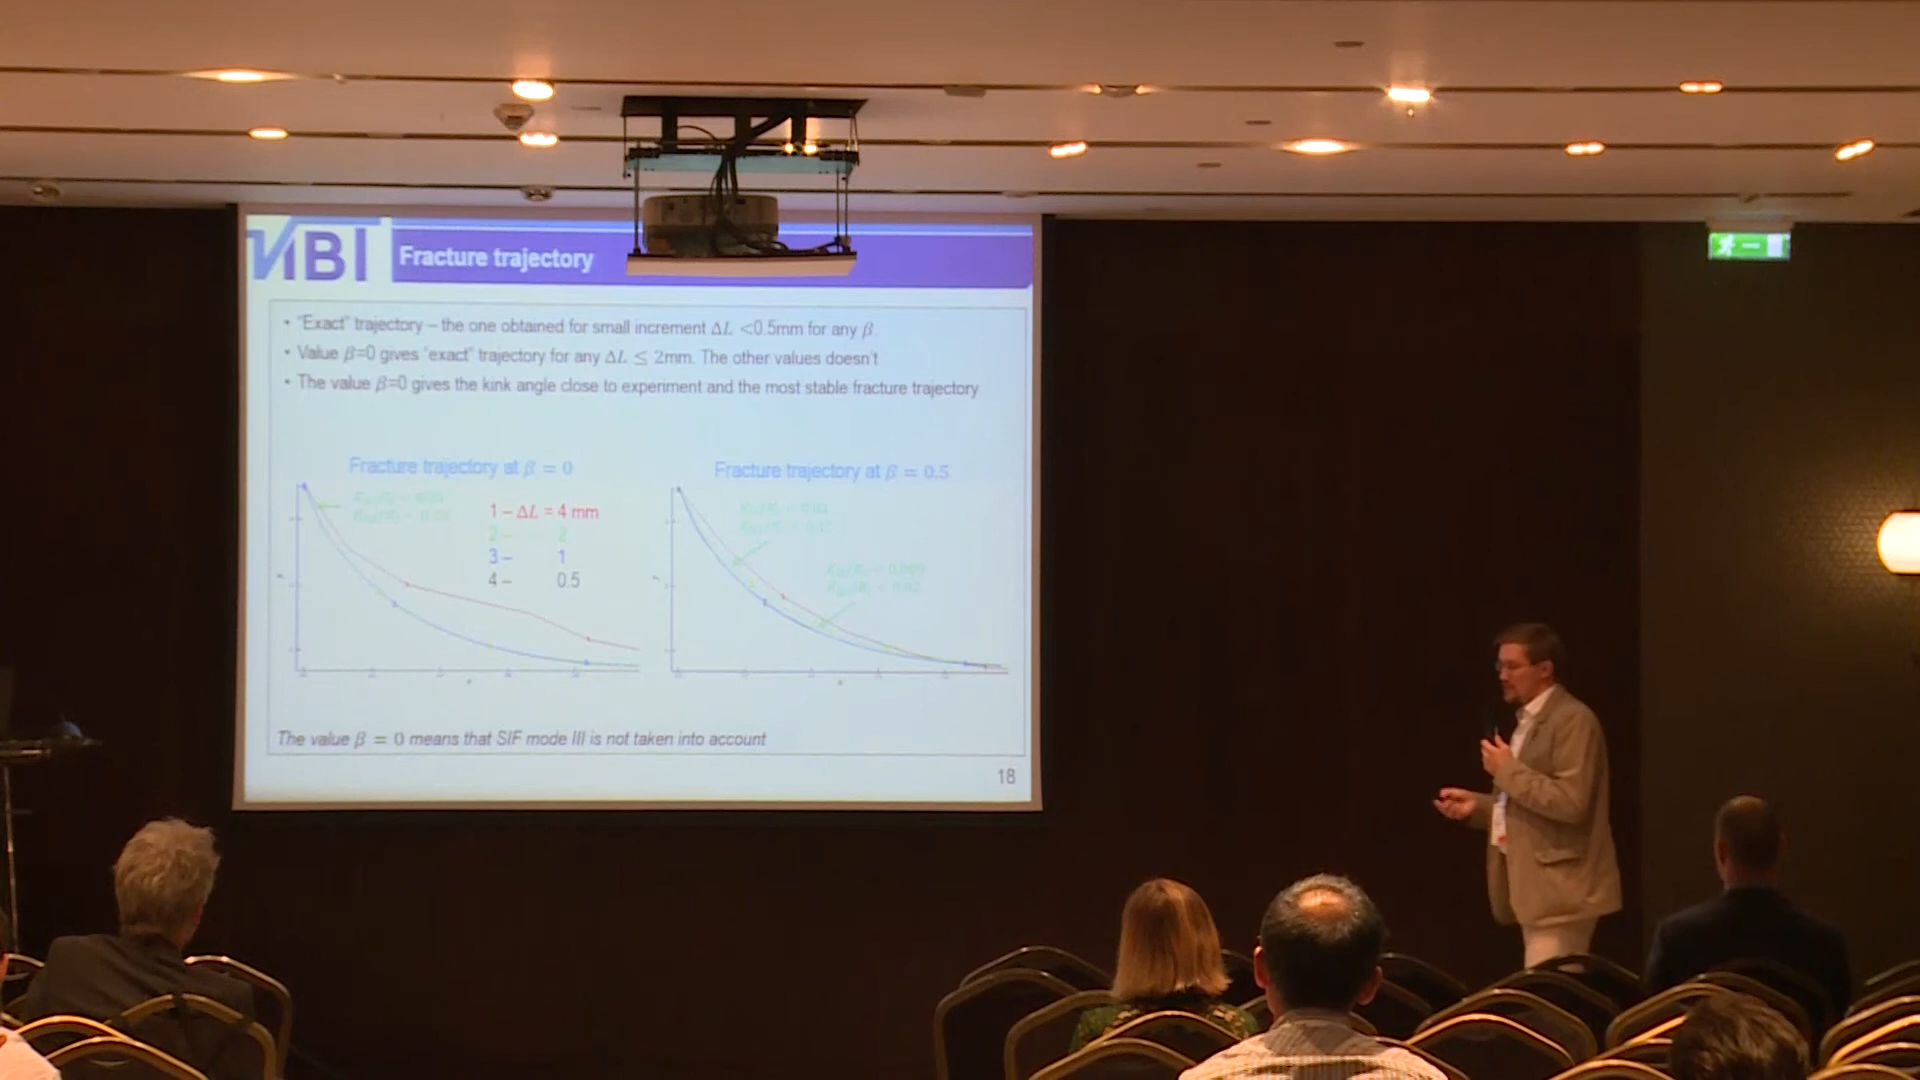 ИBI
Fracture trajectory
• "Exact" trajectory – the one obtained for small increment ΔL <0.5mm for any β.
• Value β=0 gives "exact" trajectory for any ΔL ≤ 2mm. The other values doesn't
• The value β=0 gives the kink angle close to experiment and the most stable fracture trajectory
Fracture trajectory at β = 0
1 – ΔL = 4 mm
2 – 2
3 – 1
4 – 0.5
Fracture trajectory at β = 0.5
The value β = 0 means that SIF mode III is not taken into account
18